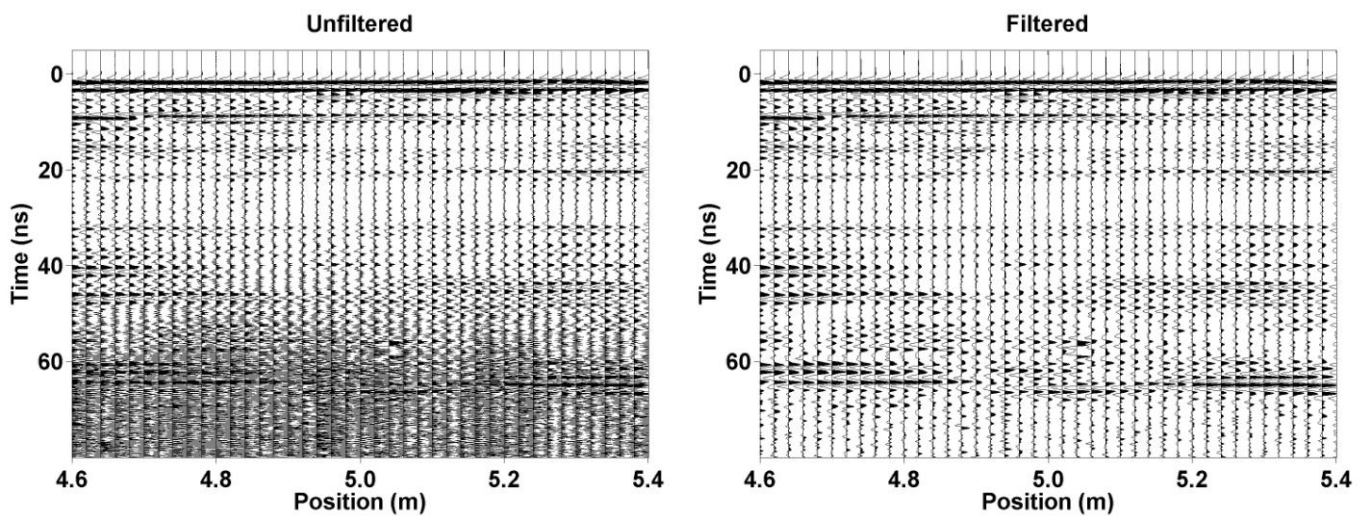 Unfiltered
0
20
40
60
Time (ns)
4.6 4.8 5.0 5.2 5.4
Position (m)
Filtered
0
20
40
60
Time (ns)
4.6 4.8 5.0 5.2 5.4
Position (m)